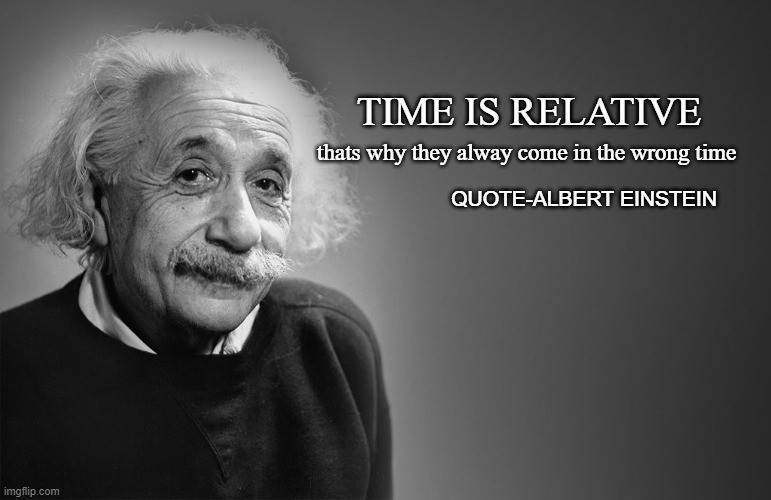 TIME IS RELATIVE
thats why they alway come in the wrong time
QUOTE-ALBERT EINSTEIN
imgflip.com